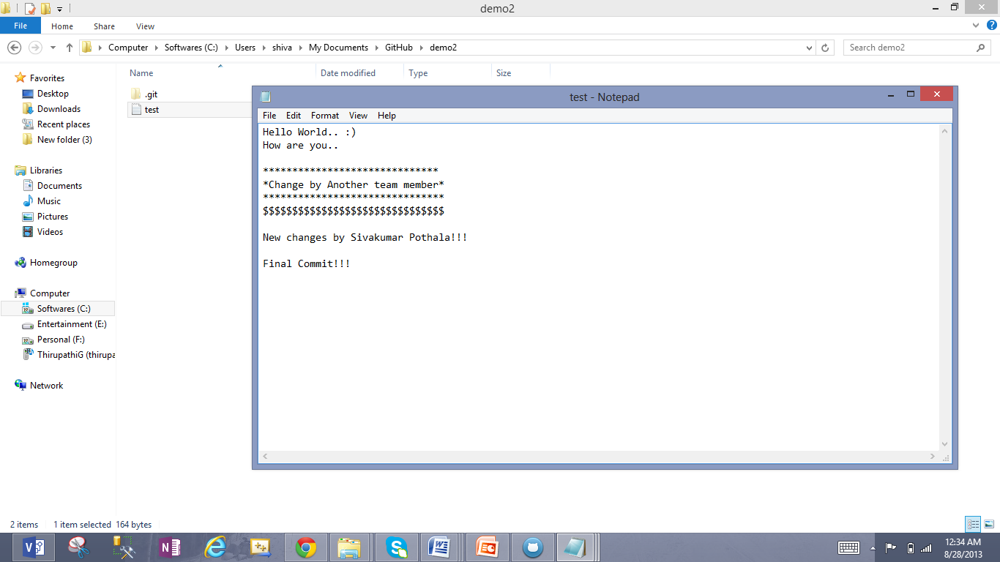 demo2
File Home Share View
Computer Softwares (C:) Users shiva My Documents GitHub demo2
Search demo2
Favorites
Desktop
Downloads
Recent places
New folder (3)
Libraries
Documents
Music
Pictures
Videos
Homegroup
Computer
Softwares (C:)
Entertainment (E:)
Personal (F:)
ThirupathiG (thirupa
Network
Name Date modified Type Size
.git
test
test - Notepad
File Edit Format View Help
Hello World.. :)
How are you..
******************************
*Change by Another team member*
*******************************
$$$$$$$$$$$$$$$$$$$$$$$$$$$$$$$
New changes by Sivakumar Pothala!!!
Final Commit!!!
2 items 1 item selected 164 bytes
12:34 AM
8/28/2013